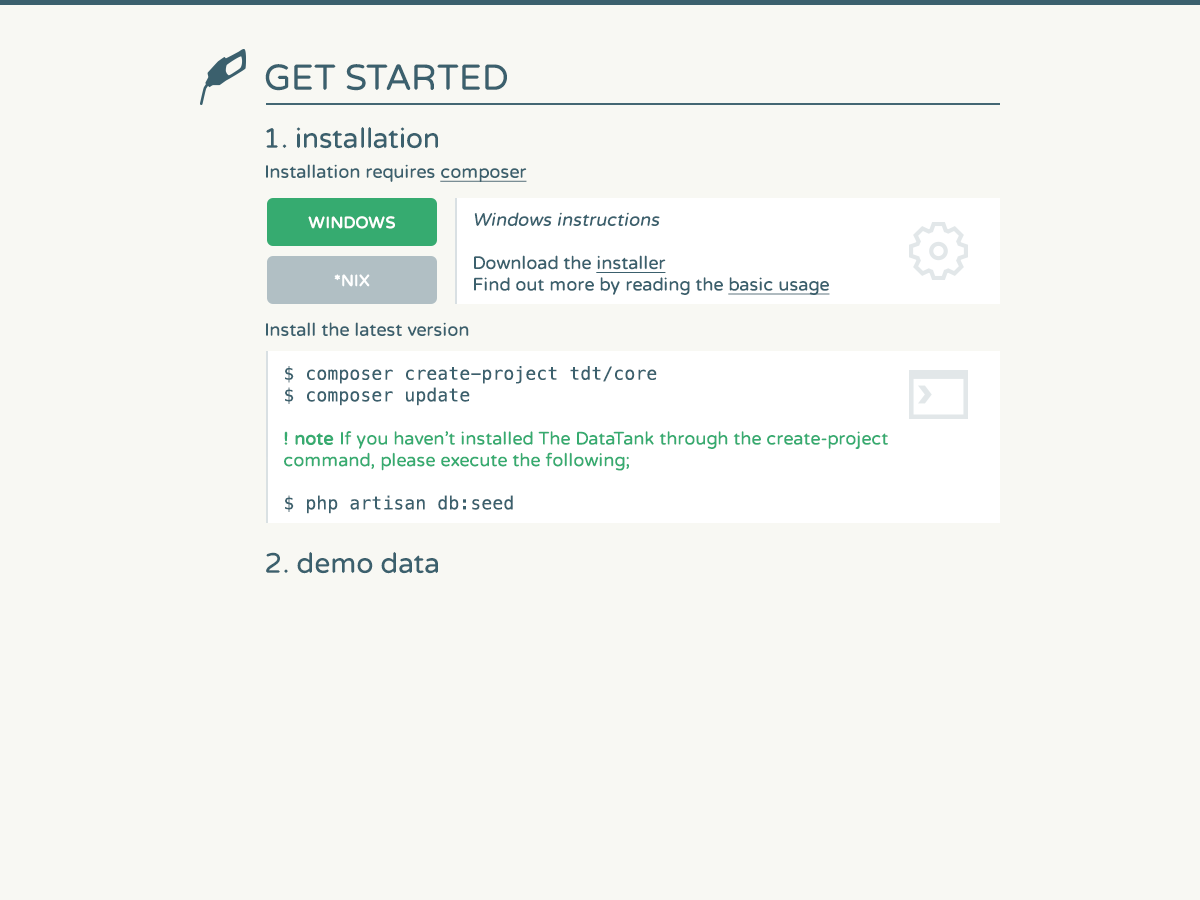 GET STARTED
1. installation
Installation requires composer
WINDOWS
*NIX
Windows instructions
Download the installer
Find out more by reading the basic usage
Install the latest version
$ composer create-project tdt/core
$ composer update
! note If you haven’t installed The DataTank through the create-project
command, please execute the following;
$ php artisan db:seed
2. demo data